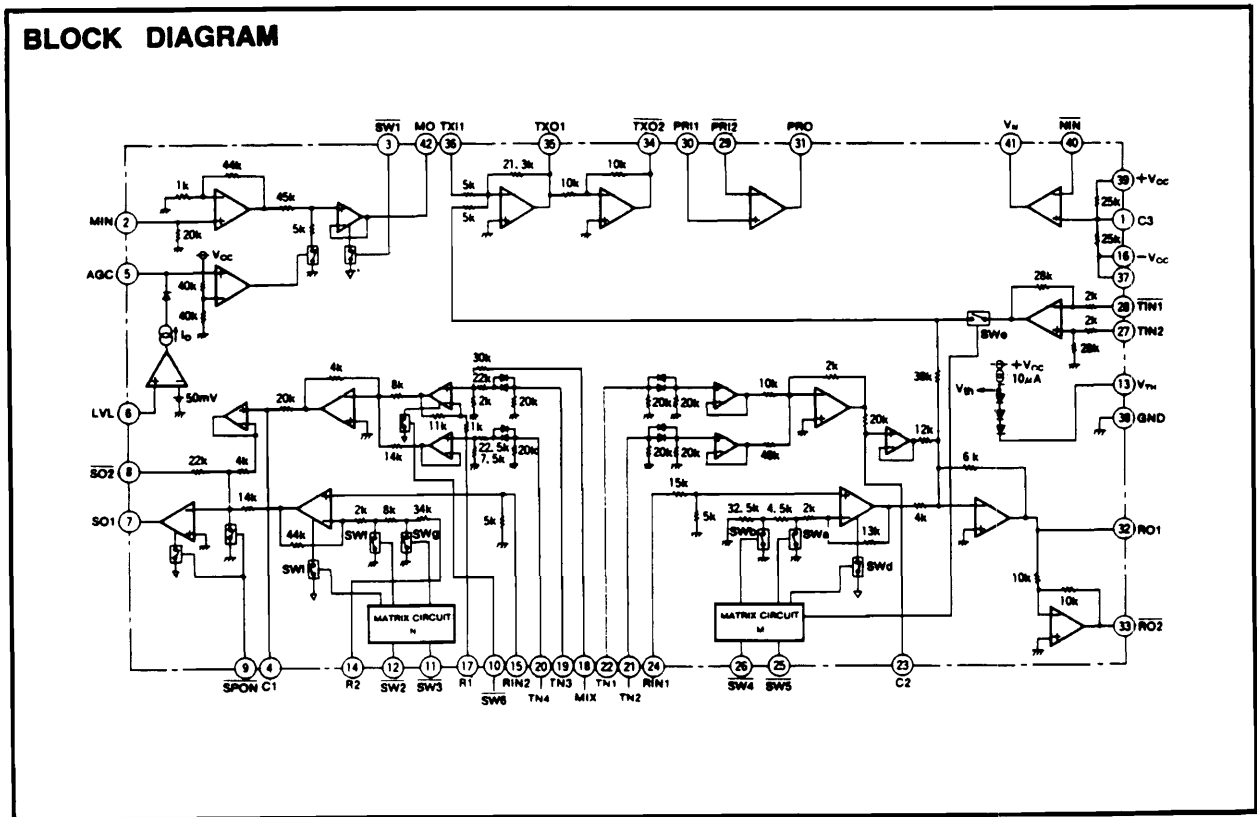 BLOCK DIAGRAM
SW1 MO TXI1 TXO1 TXO2 PRI1 PRI2 PRO VN NIN
3 42 36 35 34 30 29 31 41 40
44k 21.3k 10k
1k 45k 5k 10k 39 +VCC
5k 25k
MIN 2 5k 1 C3
20k 25k
VCC 16 -VCC
AGC 5 37
40k 28k
40k 2k 28 TIN1
IO SWe 2k 27 TIN2
30k 28k
4k 22k 2k +VCC
8k 2k 20k 20k 20k 10k 38k Vth 10μA 13 VTH
50mV
LVL 6 20k 11k 1k 20k 38 GND
12k
14k 22.5k 20k 20k 20k 48k 6k
22k 4k 7.5k
SO2 8
15k
14k 2k 8k 34k 5k 32.5k 4.5k 2k 4k
SO1 7 5k 32 RO1
44k SWf SWg SWb SWa 13k
SWi SWd 10k
10k
MATRIX CIRCUIT N MATRIX CIRCUIT M
33 RO2
9 4 14 12 11 17 10 15 20 19 18 22 21 24 26 25 23
SPON C1 R2 SW2 SW3 R1 SW6 RIN2 TN4 TN3 MIX TN1 TN2 RIN1 SW4 SW5 C2